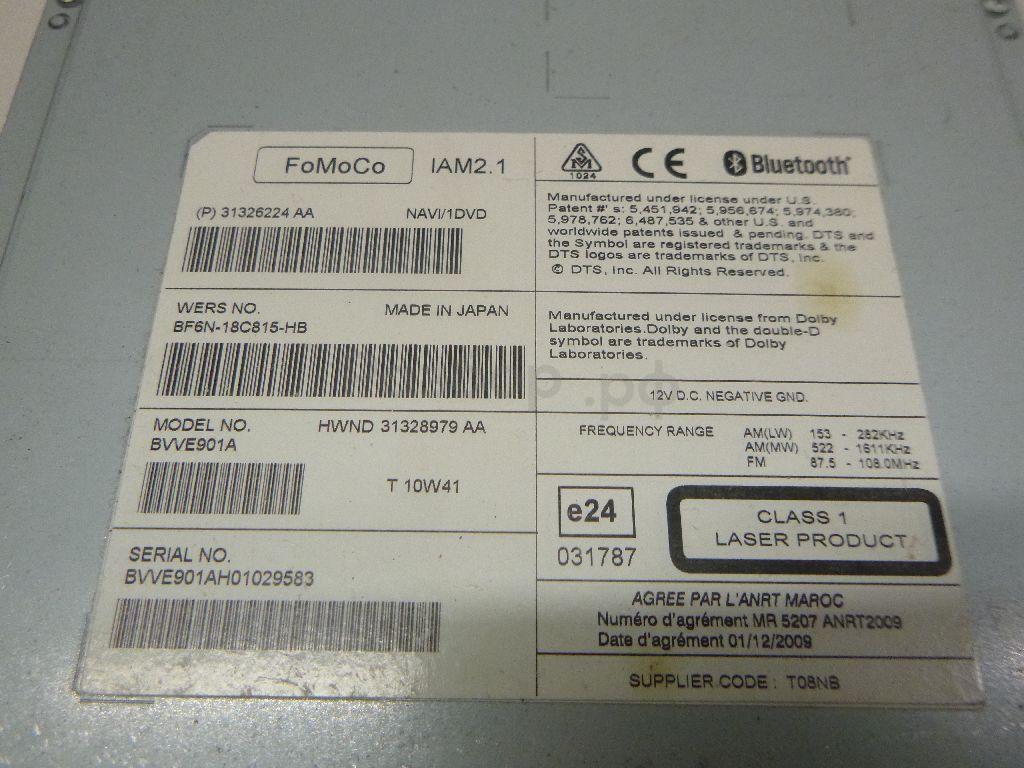 FoMoCo IAM2.1
(P) 31326224 AA NAVI/1DVD
WERS NO. MADE IN JAPAN
BF6N-18C815-HB
MODEL NO. HWND 31328979 AA
BVVE901A
T 10W41
SERIAL NO.
BVVE901AH01029583
1024 CE Bluetooth
Manufactured under license under U.S.
Patent #' s: 5,451,942; 5,956,674; 5,974,380;
5,978,762; 6,487,535 & other U.S. and
worldwide patents issued & pending. DTS and
the Symbol are registered trademarks & the
DTS logos are trademarks of DTS, Inc.
© DTS, Inc. All Rights Reserved.
Manufactured under license from Dolby
Laboratories.Dolby and the double-D
symbol are trademarks of Dolby
Laboratories.
12V D.C. NEGATIVE GND.
FREQUENCY RANGE AM(LW) 153 - 282KHz
AM(MW) 522 - 1611KHz
FM 87.5 - 108.0MHz
e24
031787
CLASS 1
LASER PRODUCT
AGREE PAR L'ANRT MAROC
Numéro d'agrément MR 5207 ANRT2009
Date d'agrément 01/12/2009
SUPPLIER CODE : T08NB